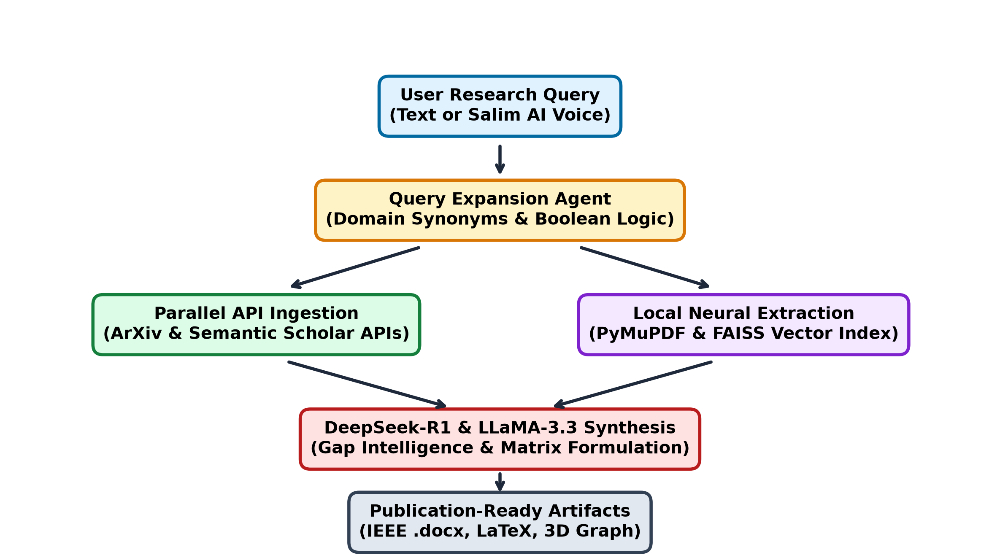 User Research Query
(Text or Salim AI Voice)
Query Expansion Agent
(Domain Synonyms & Boolean Logic)
Parallel API Ingestion
(ArXiv & Semantic Scholar APIs)
Local Neural Extraction
(PyMuPDF & FAISS Vector Index)
DeepSeek-R1 & LLaMA-3.3 Synthesis
(Gap Intelligence & Matrix Formulation)
Publication-Ready Artifacts
(IEEE .docx, LaTeX, 3D Graph)